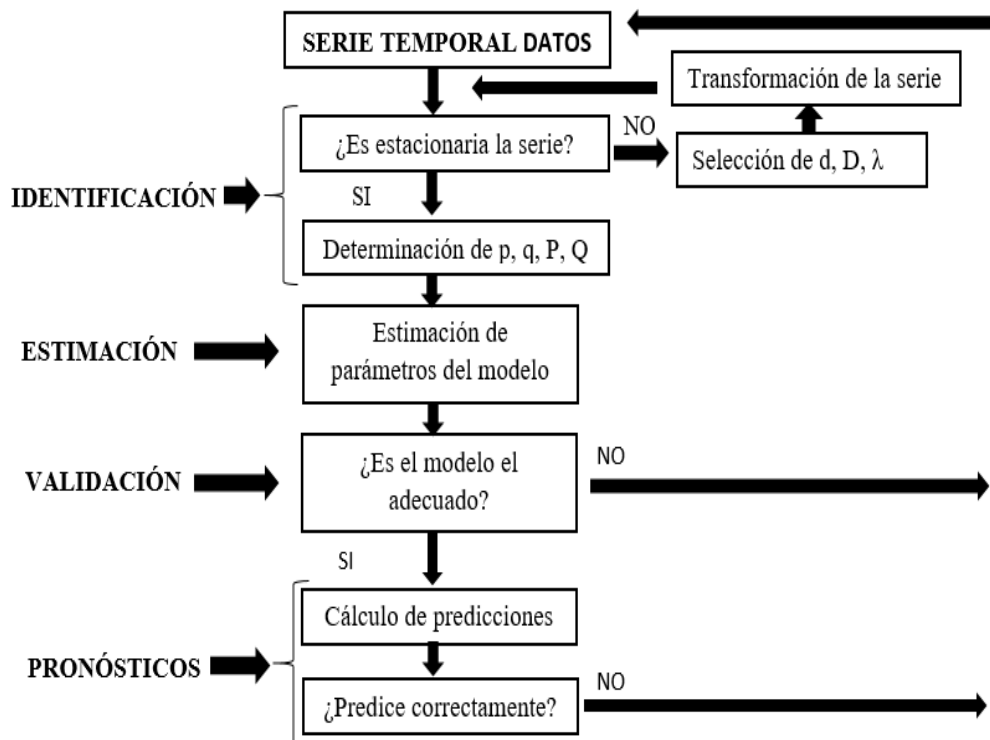 SERIE TEMPORAL DATOS
Transformación de la serie
¿Es estacionaria la serie?
NO
Selección de d, D, λ
IDENTIFICACIÓN
SI
Determinación de p, q, P, Q
ESTIMACIÓN
Estimación de
parámetros del modelo
VALIDACIÓN
¿Es el modelo el
adecuado?
NO
SI
Cálculo de predicciones
PRONÓSTICOS
¿Predice correctamente?
NO